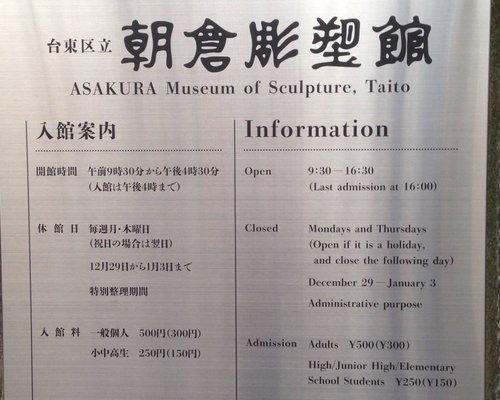 台東区立 朝倉彫塑館
ASAKURA Museum of Sculpture, Taito
入館案内
開館時間 午前9時30分から午後4時30分
(入館は午後4時まで)
休館日 毎週月・木曜日
(祝日の場合は翌日)
12月29日から1月3日まで
特別整理期間
入館料 一般個人 500円(300円)
小中高生 250円(150円)
Information
Open 9:30—16:30
(Last admission at 16:00)
Closed Mondays and Thursdays
(Open if it is a holiday,
and close the following day)
December 29—January 3
Administrative purpose
Admission Adults ¥500(¥300)
High/Junior High/Elementary
School Students ¥250(¥150)